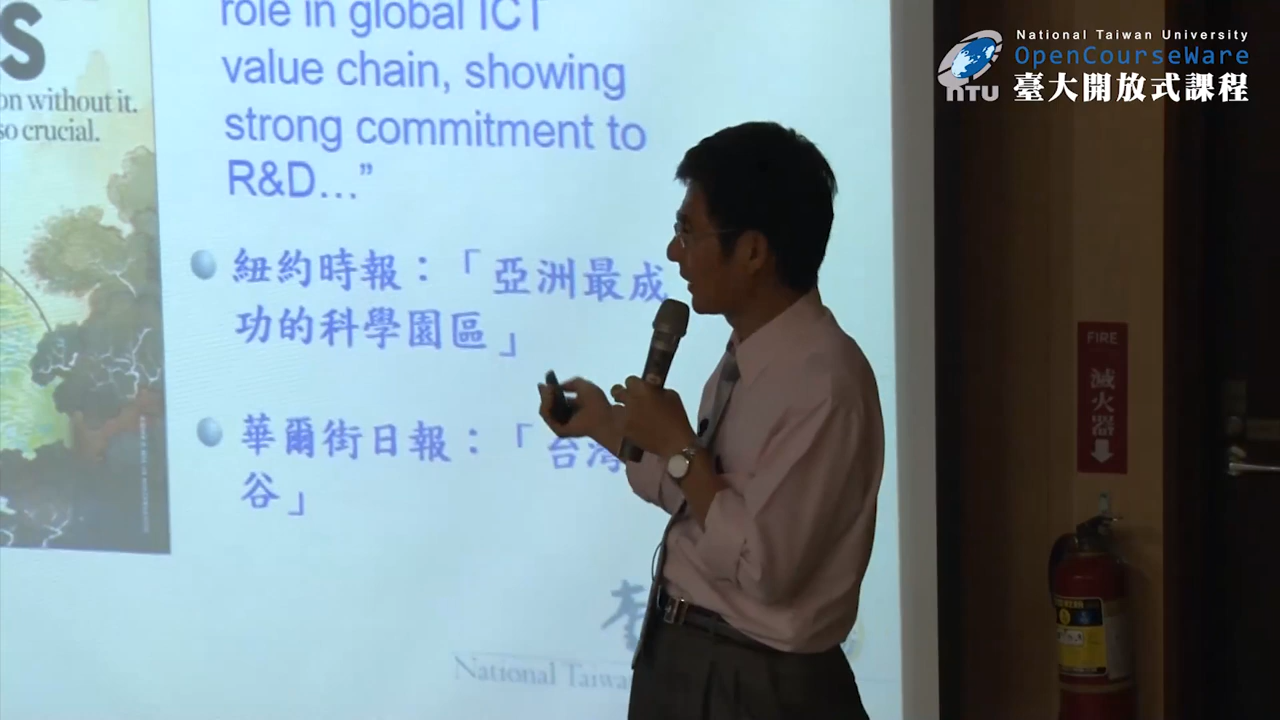 S
on without it.
so crucial.
role in global ICT
value chain, showing
strong commitment to
R&D…”
紐約時報：「亞洲最成
功的科學園區」
華爾街日報：「台灣
谷」
National Taiwa
National Taiwan University
OpenCourseWare
NTU
臺大開放式課程
FIRE
滅火器